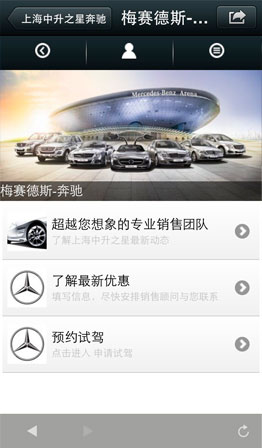 上海中升之星奔驰
梅赛德斯-奔驰...
Mercedes-Benz Arena
梅赛德斯-奔驰
超越您想象的专业销售团队
了解上海中升之星最新动态
了解最新优惠
填写信息，尽快安排销售顾问与您联系
预约试驾
点击进入 申请试驾